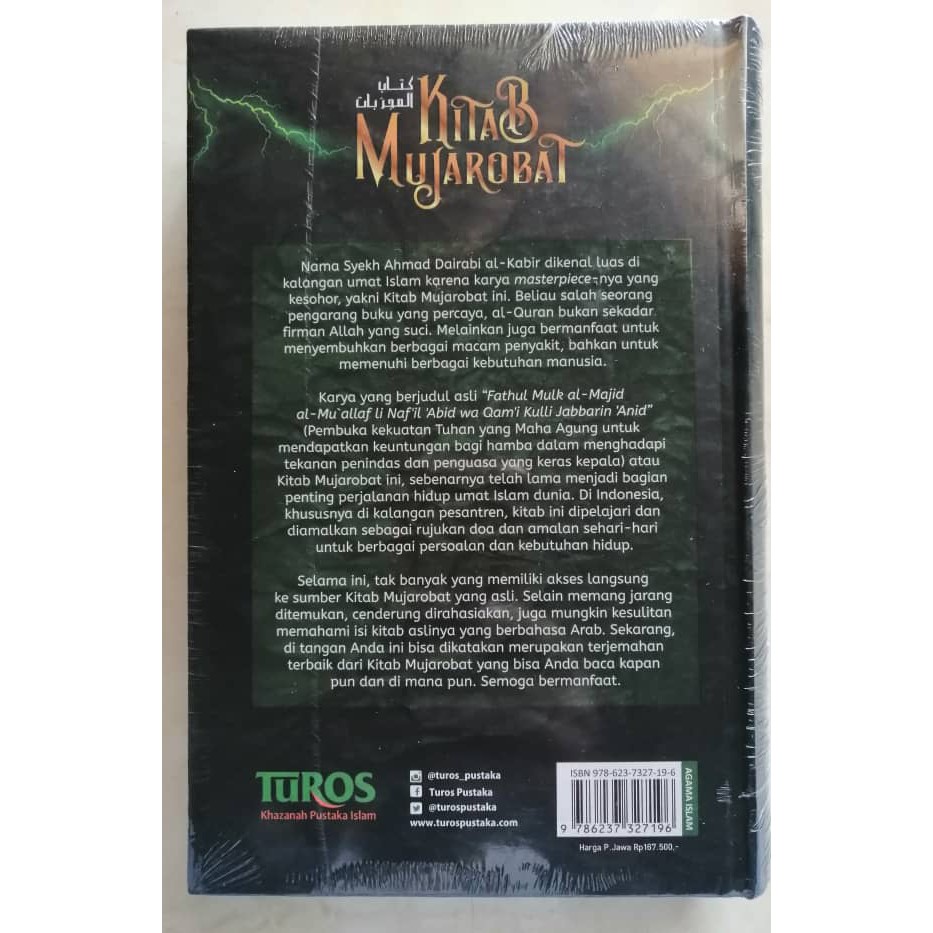 كتاب
المجربات
KITAB
MUJAROBAT
Nama Syekh Ahmad Dairabi al-Kabir dikenal luas di
kalangan umat Islam karena karya masterpiece-nya yang
kesohor, yakni Kitab Mujarobat ini. Beliau salah seorang
pengarang buku yang percaya, al-Quran bukan sekadar
firman Allah yang suci. Melainkan juga bermanfaat untuk
menyembuhkan berbagai macam penyakit, bahkan untuk
memenuhi berbagai kebutuhan manusia.
Karya yang berjudul asli “Fathul Mulk al-Majid
al-Mu`allaf li Naf'il 'Abid wa Qam'i Kulli Jabbarin 'Anid”
(Pembuka kekuatan Tuhan yang Maha Agung untuk
mendapatkan keuntungan bagi hamba dalam menghadapi
tekanan penindas dan penguasa yang keras kepala) atau
Kitab Mujarobat ini, sebenarnya telah lama menjadi bagian
penting perjalanan hidup umat Islam dunia. Di Indonesia,
khususnya di kalangan pesantren, kitab ini dipelajari dan
diamalkan sebagai rujukan doa dan amalan sehari-hari
untuk berbagai persoalan dan kebutuhan hidup.
Selama ini, tak banyak yang memiliki akses langsung
ke sumber Kitab Mujarobat yang asli. Selain memang jarang
ditemukan, cenderung dirahasiakan, juga mungkin kesulitan
memahami isi kitab aslinya yang berbahasa Arab. Sekarang,
di tangan Anda ini bisa dikatakan merupakan terjemahan
terbaik dari Kitab Mujarobat yang bisa Anda baca kapan
pun dan di mana pun. Semoga bermanfaat.
TUROS
Khazanah Pustaka Islam
@turos_pustaka
Turos Pustaka
@turospustaka
www.turospustaka.com
ISBN 978-623-7327-19-6
9 786237 327196
AGAMA ISLAM
Harga P.Jawa Rp167.500,-